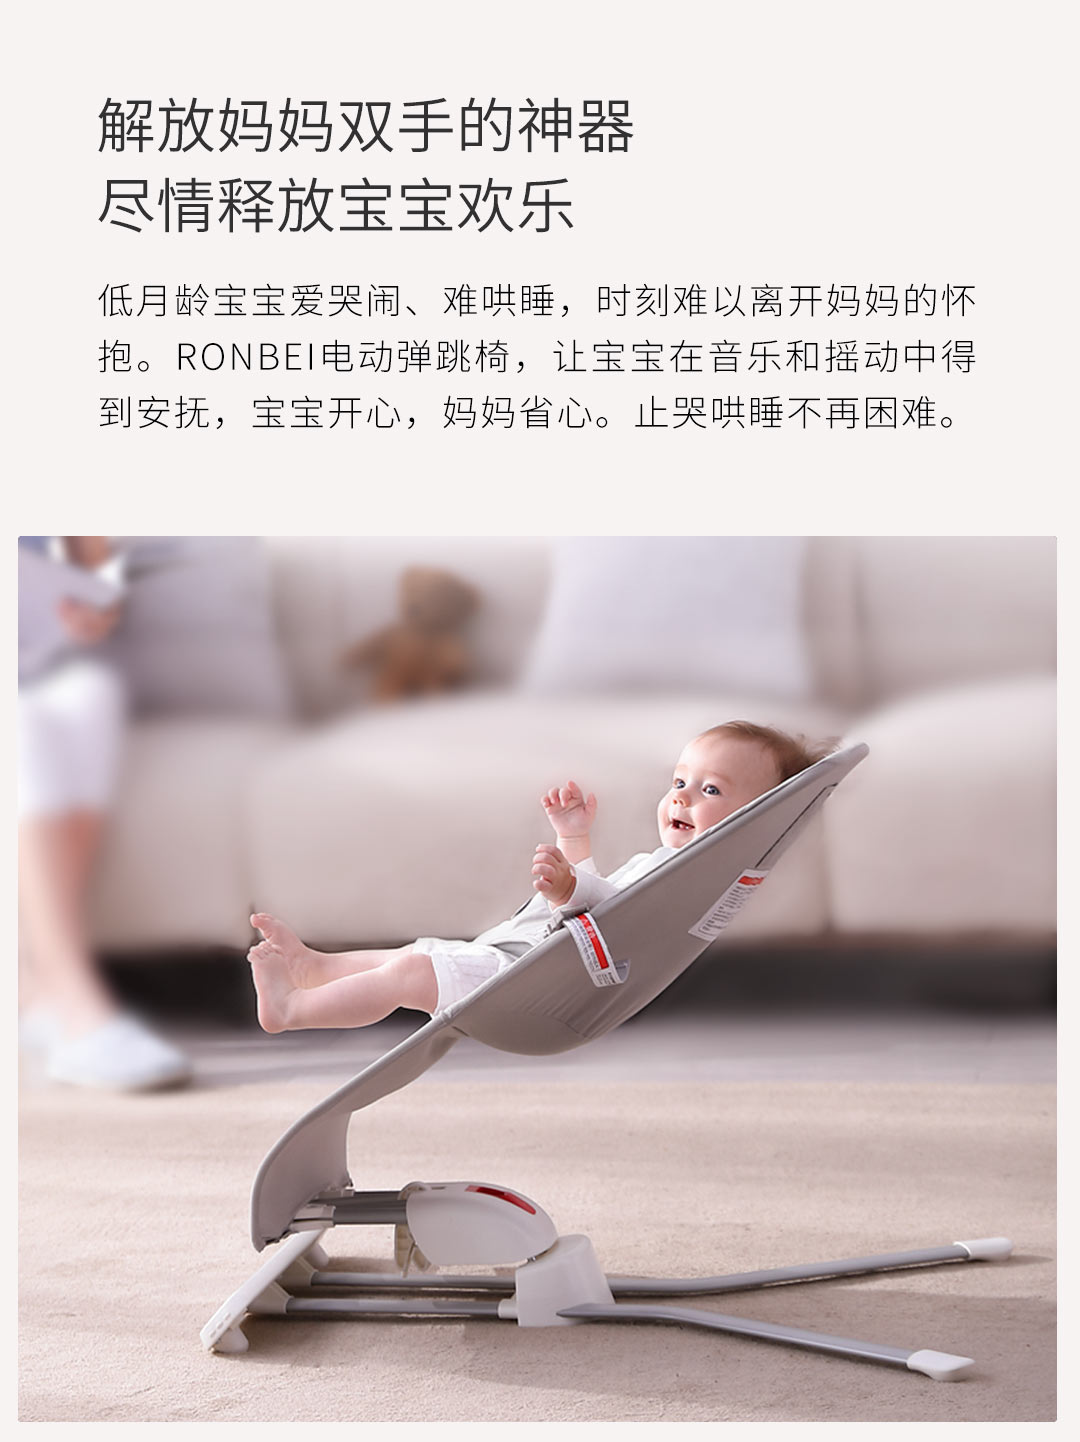 解放妈妈双手的神器
尽情释放宝宝欢乐
低月龄宝宝爱哭闹、难哄睡，时刻难以离开妈妈的怀
抱。RONBEI电动弹跳椅，让宝宝在音乐和摇动中得
到安抚，宝宝开心，妈妈省心。止哭哄睡不再困难。